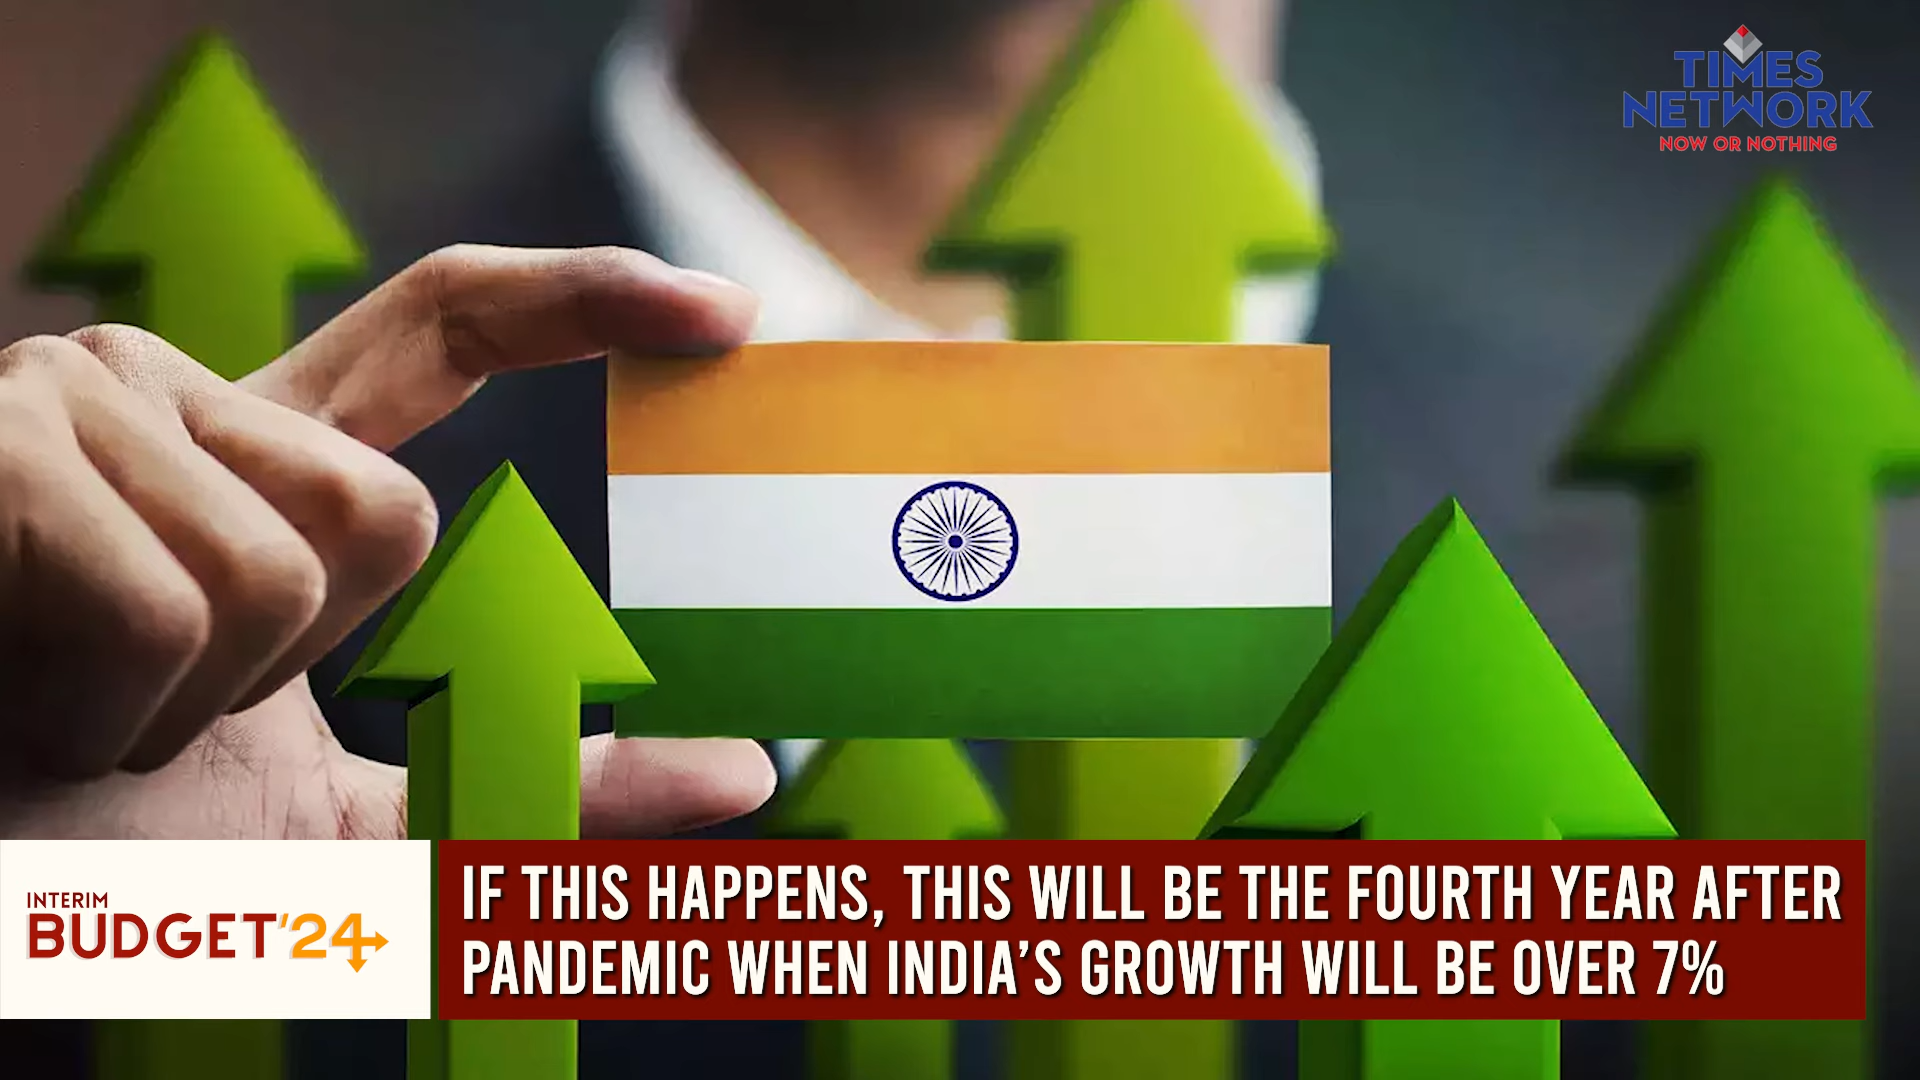 TIMES
NETWORK
NOW OR NOTHING
INTERIM
BUDGET'24
IF THIS HAPPENS, THIS WILL BE THE FOURTH YEAR AFTER
PANDEMIC WHEN INDIA’S GROWTH WILL BE OVER 7%